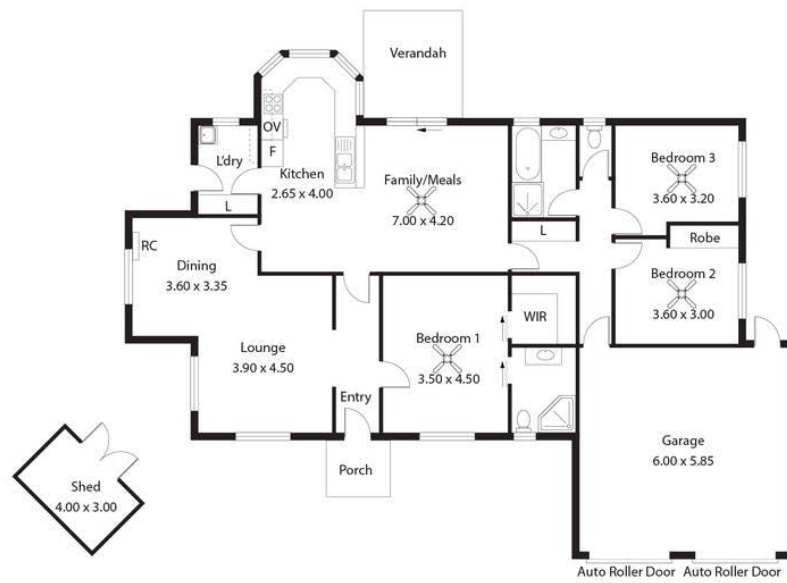 Verandah
OV
F
L'dry
L
Kitchen
2.65 x 4.00
Family/Meals
7.00 x 4.20
Bedroom 3
3.60 x 3.20
L
Robe
Bedroom 2
3.60 x 3.00
RC
Dining
3.60 x 3.35
WIR
Lounge
3.90 x 4.50
Bedroom 1
3.50 x 4.50
Entry
Porch
Garage
6.00 x 5.85
Shed
4.00 x 3.00
Auto Roller Door
Auto Roller Door